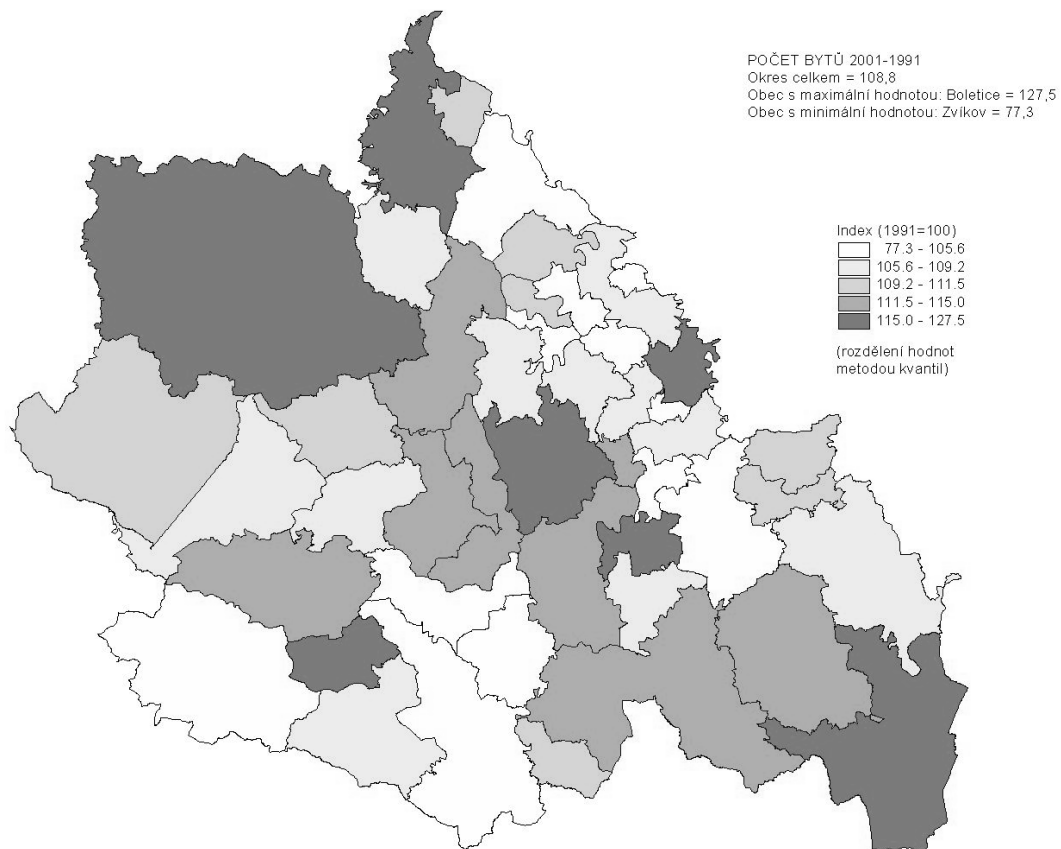 POČET BYTŮ 2001-1991
Okres celkem = 108,8
Obec s maximální hodnotou: Boletice = 127,5
Obec s minimální hodnotou: Zvíkov = 77,3
Index (1991=100)
77.3 - 105.6
105.6 - 109.2
109.2 - 111.5
111.5 - 115.0
115.0 - 127.5
(rozdělení hodnot
metodou kvantil)